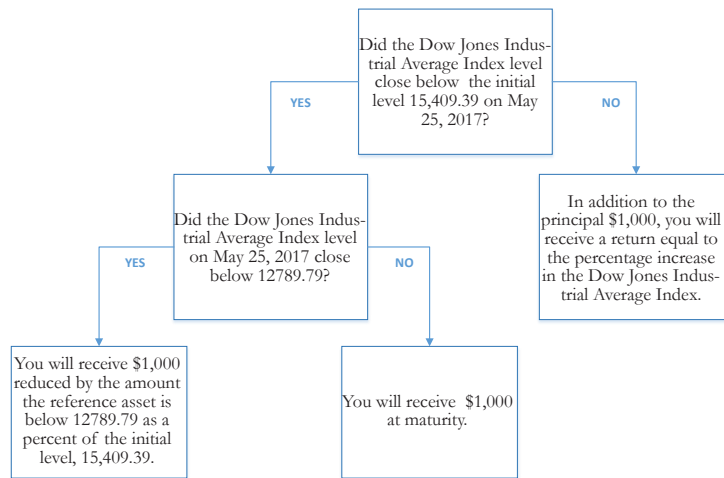 Did the Dow Jones Indus-
trial Average Index level
close below the initial
level 15,409.39 on May
25, 2017?
YES
NO
Did the Dow Jones Indus-
trial Average Index level
on May 25, 2017 close
below 12789.79?
In addition to the
principal $1,000, you will
receive a return equal to
the percentage increase
in the Dow Jones Indus-
trial Average Index.
YES
NO
You will receive $1,000
reduced by the amount
the reference asset is
below 12789.79 as a
percent of the initial
level, 15,409.39.
You will receive $1,000
at maturity.